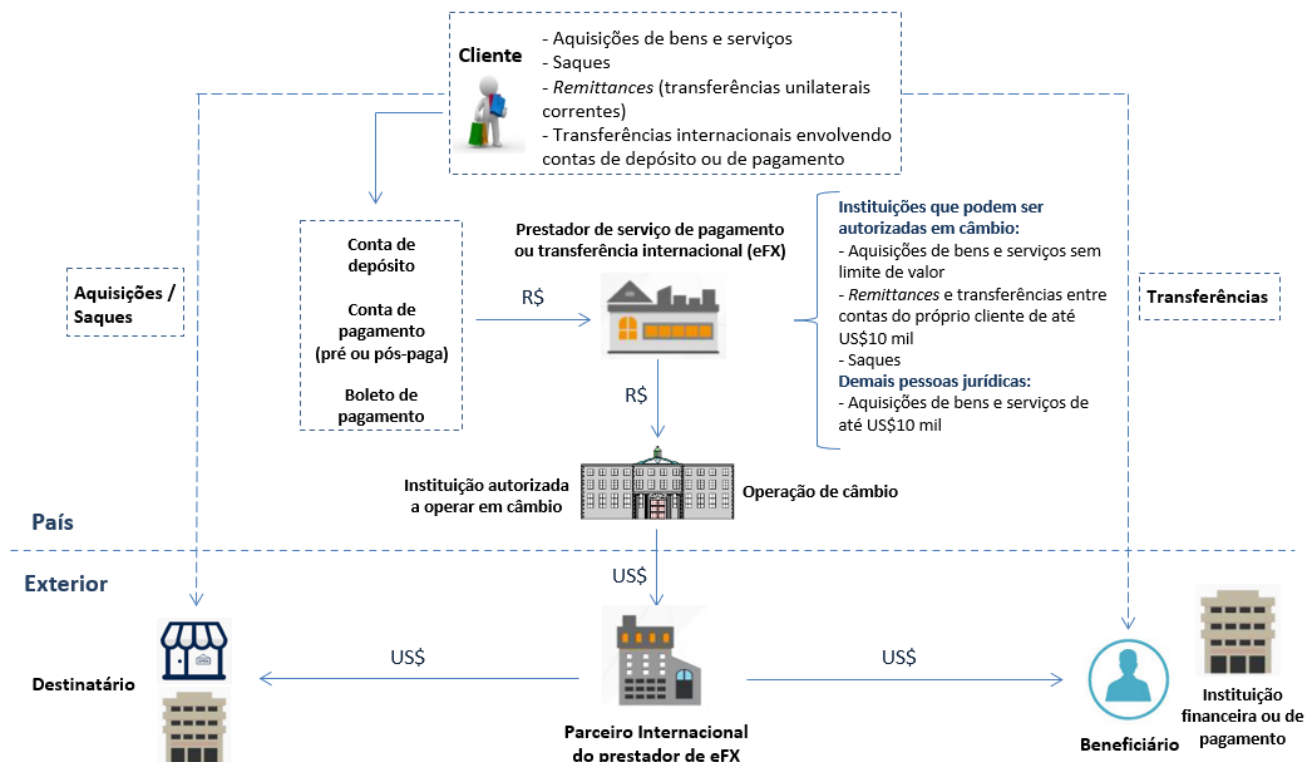 Cliente
- Aquisições de bens e serviços
- Saques
- Remittances (transferências unilaterais
correntes)
- Transferências internacionais envolvendo
contas de depósito ou de pagamento
Aquisições /
Saques
Conta de
depósito
Conta de
pagamento
(pré ou pós-paga)
Boleto de
pagamento
R$
Prestador de serviço de pagamento
ou transferência internacional (eFX)
R$
Instituições que podem ser
autorizadas em câmbio:
- Aquisições de bens e serviços sem
limite de valor
- Remittances e transferências entre
contas do próprio cliente de até
US$10 mil
- Saques
Demais pessoas jurídicas:
- Aquisições de bens e serviços de
até US$10 mil
Transferências
Instituição autorizada
a operar em câmbio
Operação de câmbio
País
Exterior
US$
Destinatário
US$
Parceiro Internacional
do prestador de eFX
US$
Beneficiário
Instituição
financeira ou de
pagamento